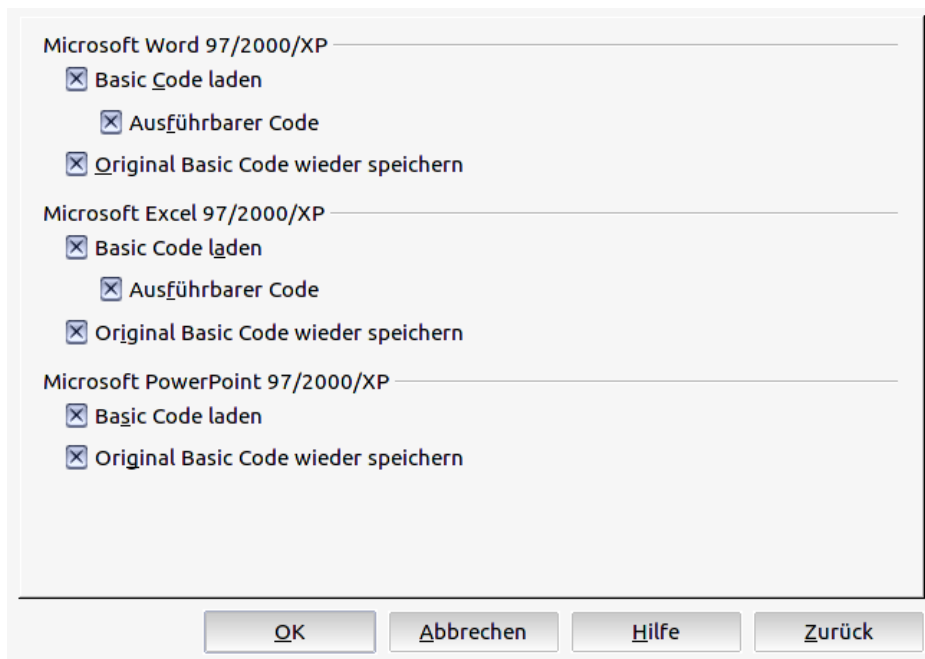 Microsoft Word 97/2000/XP
Basic Code laden
Ausführbarer Code
Original Basic Code wieder speichern
Microsoft Excel 97/2000/XP
Basic Code laden
Ausführbarer Code
Original Basic Code wieder speichern
Microsoft PowerPoint 97/2000/XP
Basic Code laden
Original Basic Code wieder speichern
OK Abbrechen Hilfe Zurück